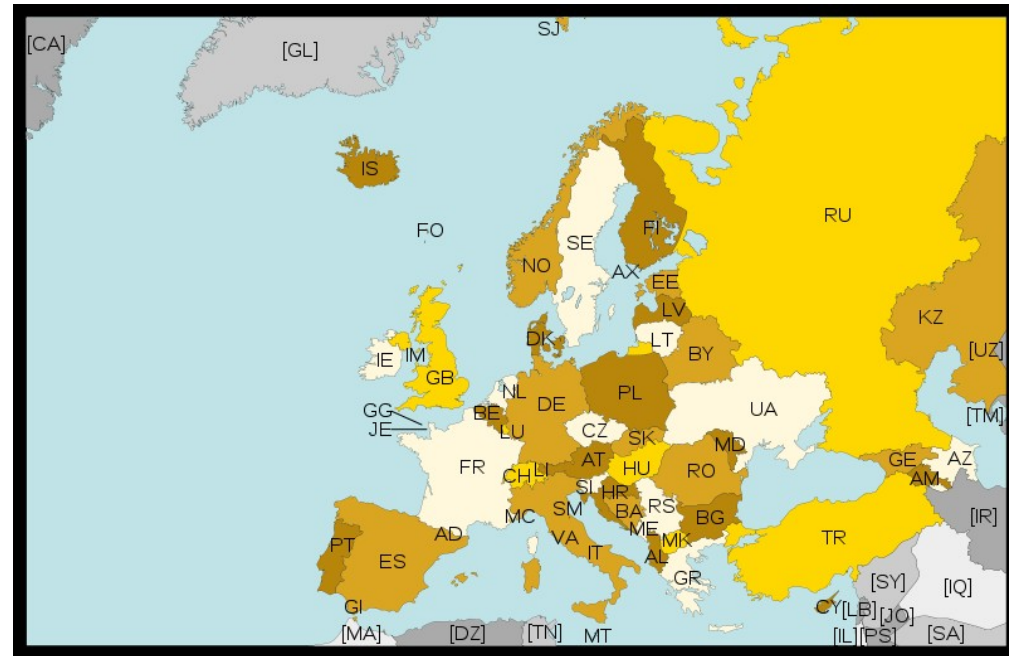 SJ
[CA]
[GL]
IS
RU
FO
FI
SE
NO
AX
EE
LV
KZ
DK
LT
IE
IM
BY
[UZ]
GB
NL
PL
DE
UA
GG
BE
[TM]
JE
LU
CZ
SK
MD
FR
AT
GE
AZ
CH
LI
HU
RO
AM
SI
HR
RS
SM
BA
MC
BG
[IR]
ME
AD
VA
MK
TR
PT
IT
AL
ES
GR
[SY]
[IQ]
GI
CY
[LB]
[JO]
[MA]
[DZ]
[TN]
MT
[IL]
[PS]
[SA]